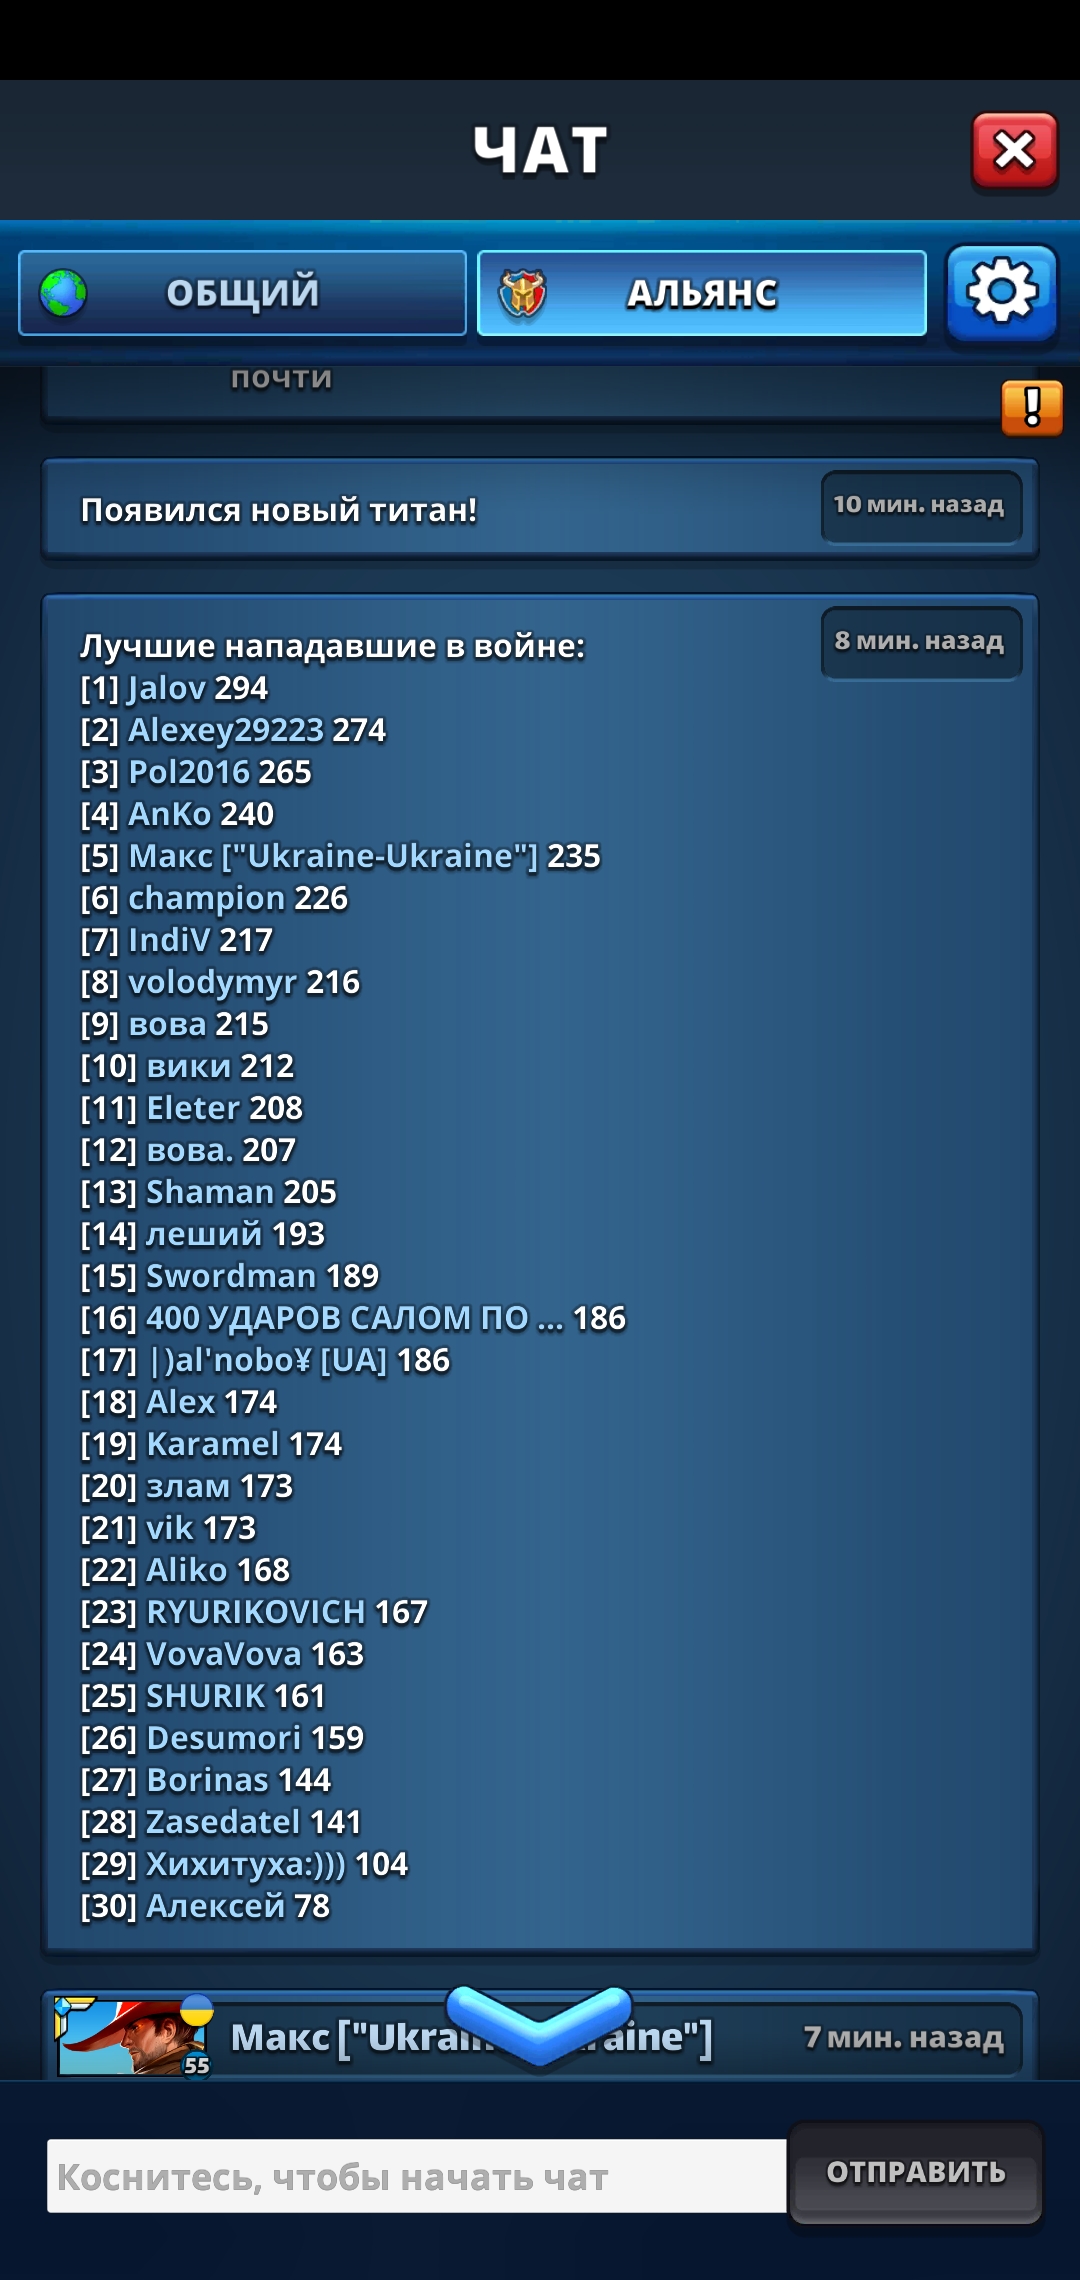 ЧАТ
ОБЩИЙ
АЛЬЯНС
почти
Появился новый титан!
10 мин. назад
Лучшие нападавшие в войне:
8 мин. назад
[1] Jalov 294
[2] Alexey29223 274
[3] Pol2016 265
[4] AnKo 240
[5] Макс ["Ukraine-Ukraine"] 235
[6] champion 226
[7] IndiV 217
[8] volodymyr 216
[9] вова 215
[10] вики 212
[11] Eleter 208
[12] вова. 207
[13] Shaman 205
[14] леший 193
[15] Swordman 189
[16] 400 УДАРОВ САЛОМ ПО ... 186
[17] |)al'nobo¥ [UA] 186
[18] Alex 174
[19] Karamel 174
[20] злам 173
[21] vik 173
[22] Aliko 168
[23] RYURIKOVICH 167
[24] VovaVova 163
[25] SHURIK 161
[26] Desumori 159
[27] Borinas 144
[28] Zasedatel 141
[29] Хихитуха:))) 104
[30] Алексей 78
55
Макс
7 мин. назад
Коснитесь, чтобы начать чат
ОТПРАВИТЬ